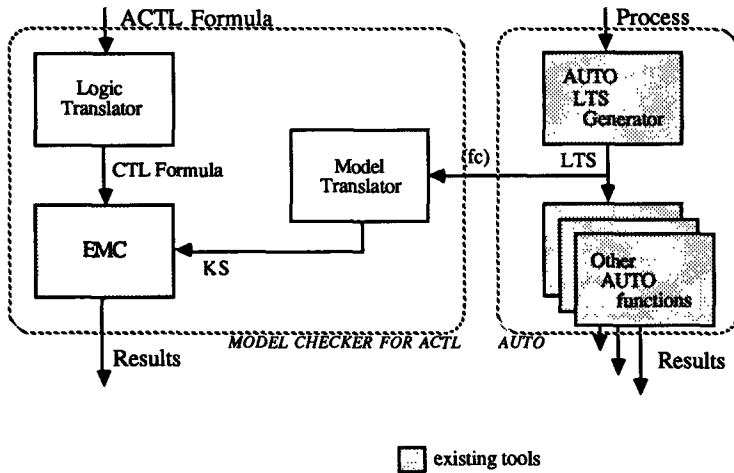 ACTL Formula
Process
Logic
Translator
AUTO
LTS
Generator
Model
Translator
(fc)
LTS
CTL Formula
EMC
KS
Other
AUTO
functions
MODEL CHECKER FOR ACTL
AUTO
Results
Results
existing tools